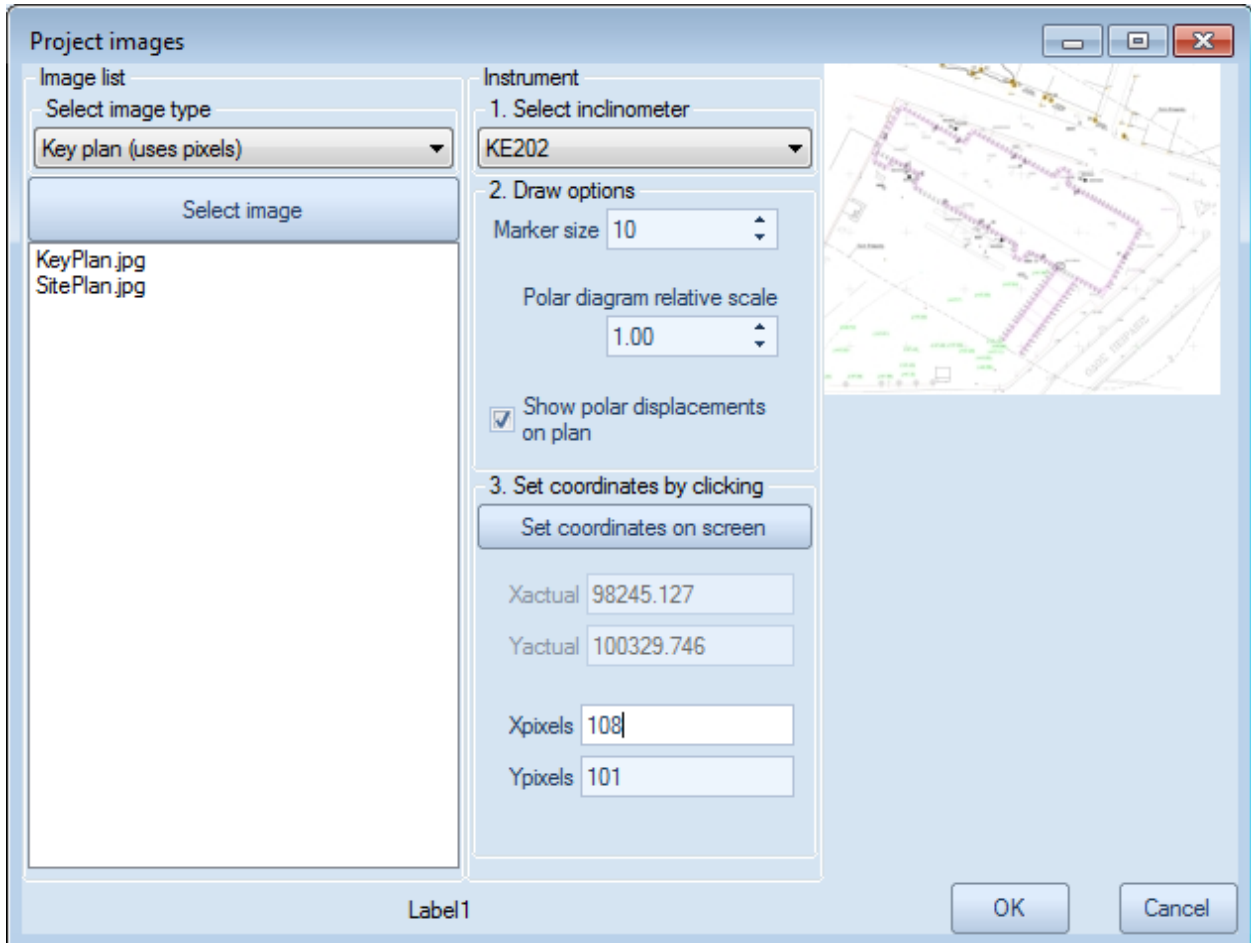 Project images
Image list
Select image type
Key plan (uses pixels)
Select image
KeyPlan.jpg
SitePlan.jpg
Instrument
1. Select inclinometer
KE202
2. Draw options
Marker size 10
Polar diagram relative scale
1.00
Show polar displacements
on plan
3. Set coordinates by clicking
Set coordinates on screen
Xactual 98245.127
Yactual 100329.746
Xpixels 108
Ypixels 101
Label1
OK
Cancel